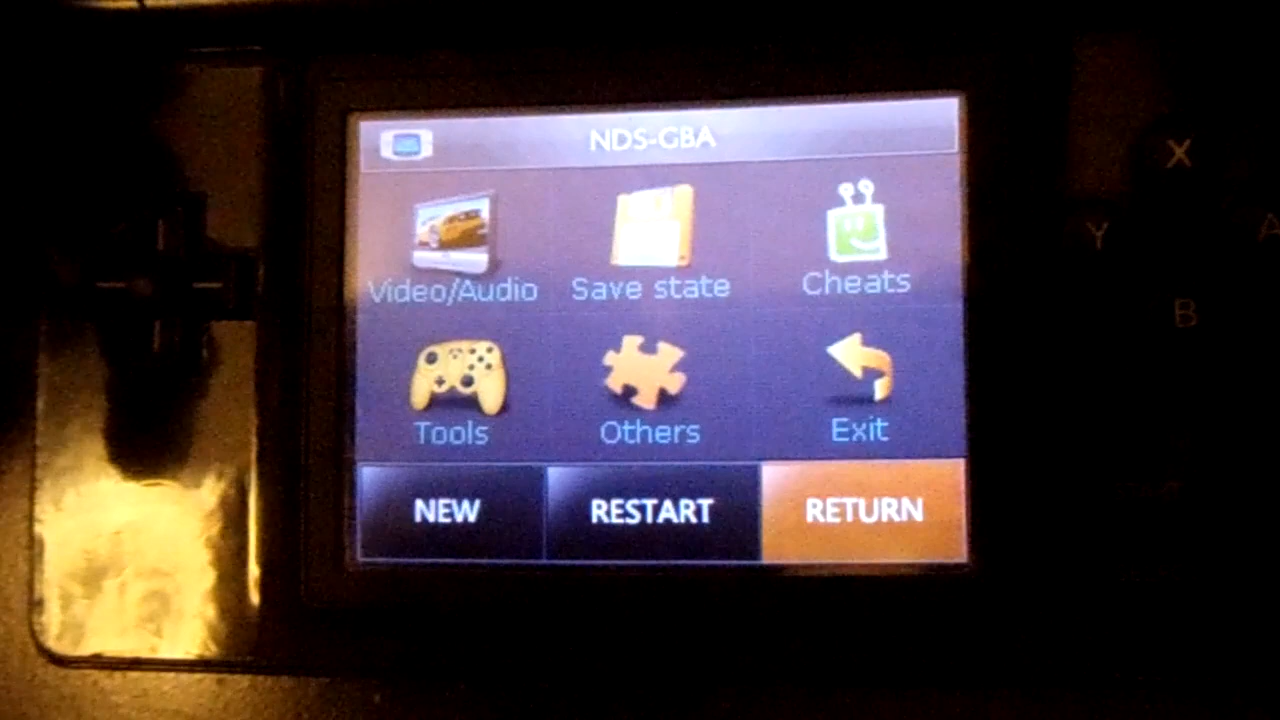 NDS-GBA
Video/Audio
Save state
Cheats
Tools
Others
Exit
NEW
RESTART
RETURN
X
Y
A
B